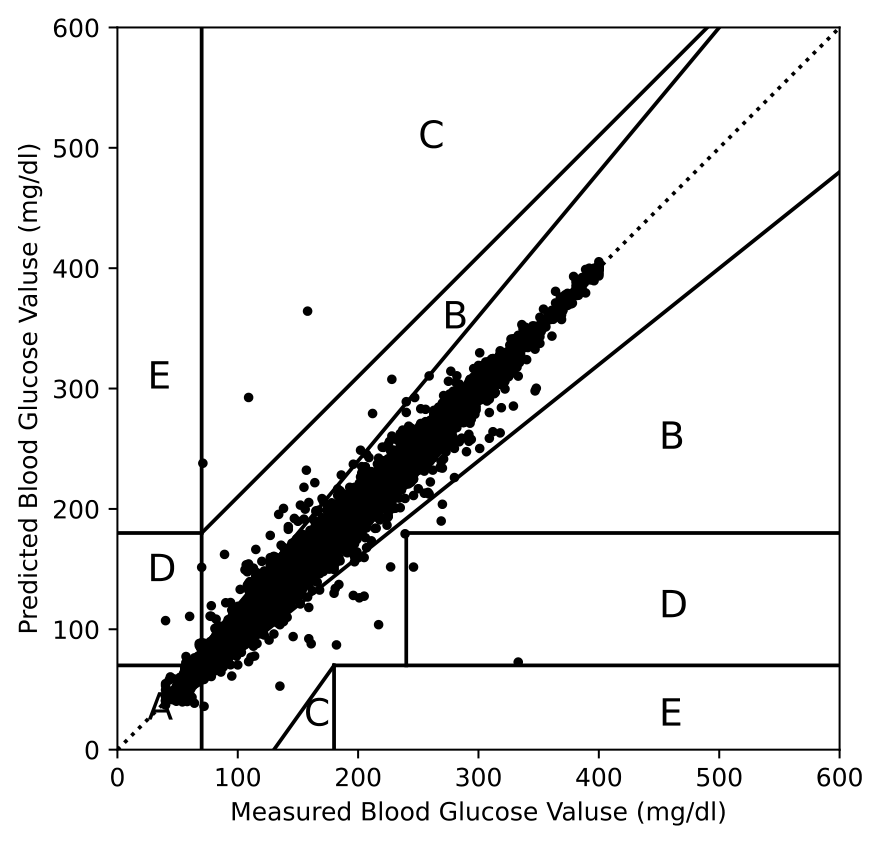 600
500
400
300
200
100
0
Predicted Blood Glucose Valuse (mg/dl)
C
B
E
B
D
D
A
C
E
0 100 200 300 400 500 600
Measured Blood Glucose Valuse (mg/dl)